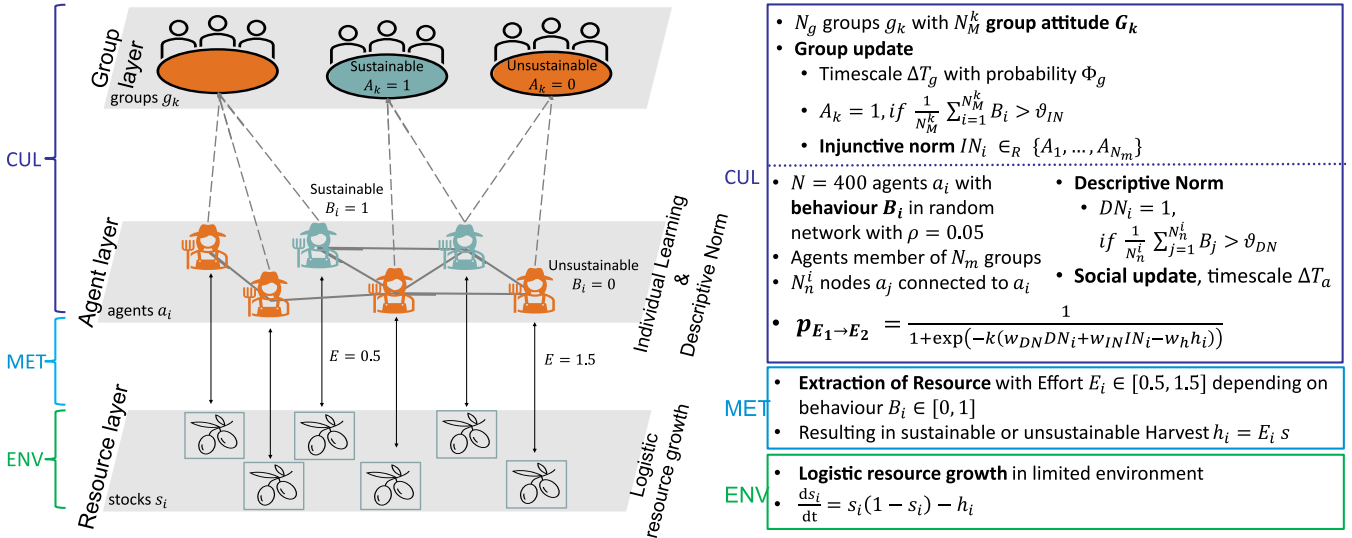 Group layer
groups g_k
Sustainable
A_k = 1
Unsustainable
A_k = 0
CUL
Sustainable
B_i = 1
Agent layer
agents a_i
Unsustainable
B_i = 0
Individual Learning
&
Descriptive Norm
MET
E = 0.5
E = 1.5
ENV
Resource layer
stocks s_i
Logistic
resource growth
CUL
• N_g groups g_k with N_M^k group attitude G_k
• Group update
• Timescale ΔT_g with probability Φ_g
• A_k = 1, if 1/N_M^k ∑_{i=1}^{N_M^k} B_i > ϑ_IN
• Injunctive norm IN_i ∈_R {A_1, … , A_{N_m}}
• N = 400 agents a_i with
behaviour B_i in random
network with ρ = 0.05
• Agents member of N_m groups
• N_n^i nodes a_j connected to a_i
• Descriptive Norm
• DN_i = 1,
if 1/N_n^i ∑_{j=1}^{N_n^i} B_j > ϑ_DN
• Social update, timescale ΔT_a
• p_{E_1→E_2} = 1/(1+exp(−k(w_DN DN_i+w_IN IN_i−w_h h_i)))
MET
• Extraction of Resource with Effort E_i ∈ [0.5, 1.5] depending on
behaviour B_i ∈ [0, 1]
• Resulting in sustainable or unsustainable Harvest h_i = E_i s
ENV
• Logistic resource growth in limited environment
• ds_i/dt = s_i(1 − s_i) − h_i